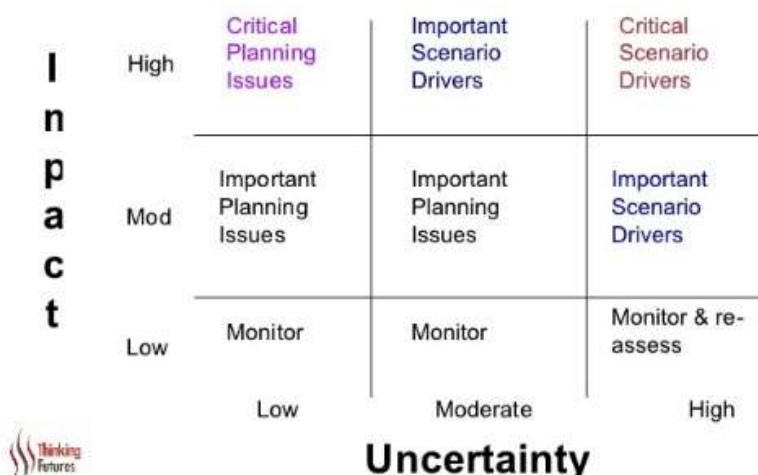 Impact
High
Critical
Planning
Issues
Important
Scenario
Drivers
Critical
Scenario
Drivers
Mod
Important
Planning
Issues
Important
Planning
Issues
Important
Scenario
Drivers
Low
Monitor
Monitor
Monitor & re-
assess
Low
Moderate
High
Uncertainty
Thinking
Futures